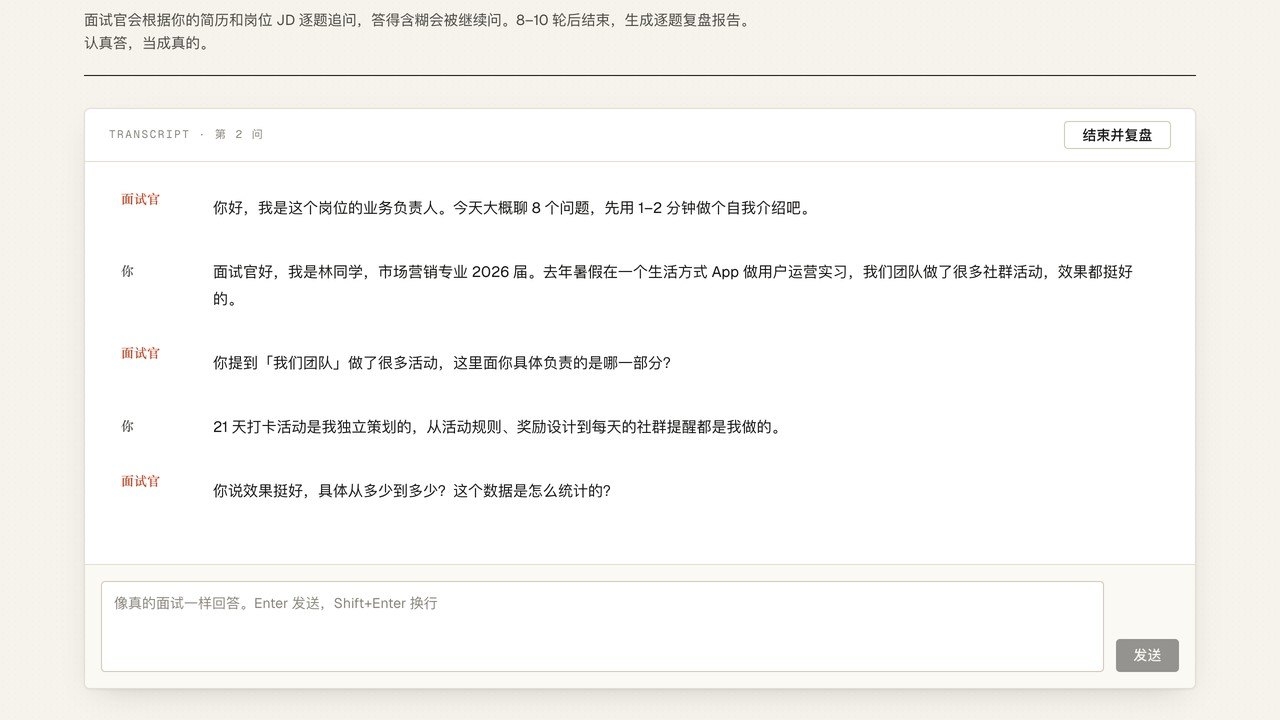 面试官会根据你的简历和岗位 JD 逐题追问，答得含糊会被继续问。8–10 轮后结束，生成逐题复盘报告。
认真答，当成真的。
TRANSCRIPT · 第 2 问
结束并复盘
面试官
你好，我是这个岗位的业务负责人。今天大概聊 8 个问题，先用 1–2 分钟做个自我介绍吧。
你
面试官好，我是林同学，市场营销专业 2026 届。去年暑假在一个生活方式 App 做用户运营实习，我们团队做了很多社群活动，效果都挺好
的。
面试官
你提到「我们团队」做了很多活动，这里面你具体负责的是哪一部分？
你
21 天打卡活动是我独立策划的，从活动规则、奖励设计到每天的社群提醒都是我做的。
面试官
你说效果挺好，具体从多少到多少？这个数据是怎么统计的？
像真的面试一样回答。Enter 发送，Shift+Enter 换行
发送